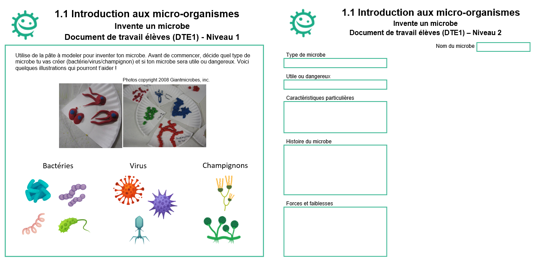 1.1 Introduction aux micro-organismes
Invente un microbe
Document de travail élèves (DTE1) - Niveau 1
Utilise de la pâte à modeler pour inventer ton microbe. Avant de commencer, décide quel type de
microbe tu vas créer (bactérie/virus/champignon) et si ton microbe sera utile ou dangereux. Voici
quelques illustrations qui pourront t'aider !
Photos copyright 2008 Giantmicrobes, inc.
Bactéries
Virus
Champignons
1.1 Introduction aux micro-organismes
Invente un microbe
Document de travail élèves (DTE1) – Niveau 2
Nom du microbe
Type de microbe
Utile ou dangereux
Caractéristiques particulières
Histoire du microbe
Forces et faiblesses